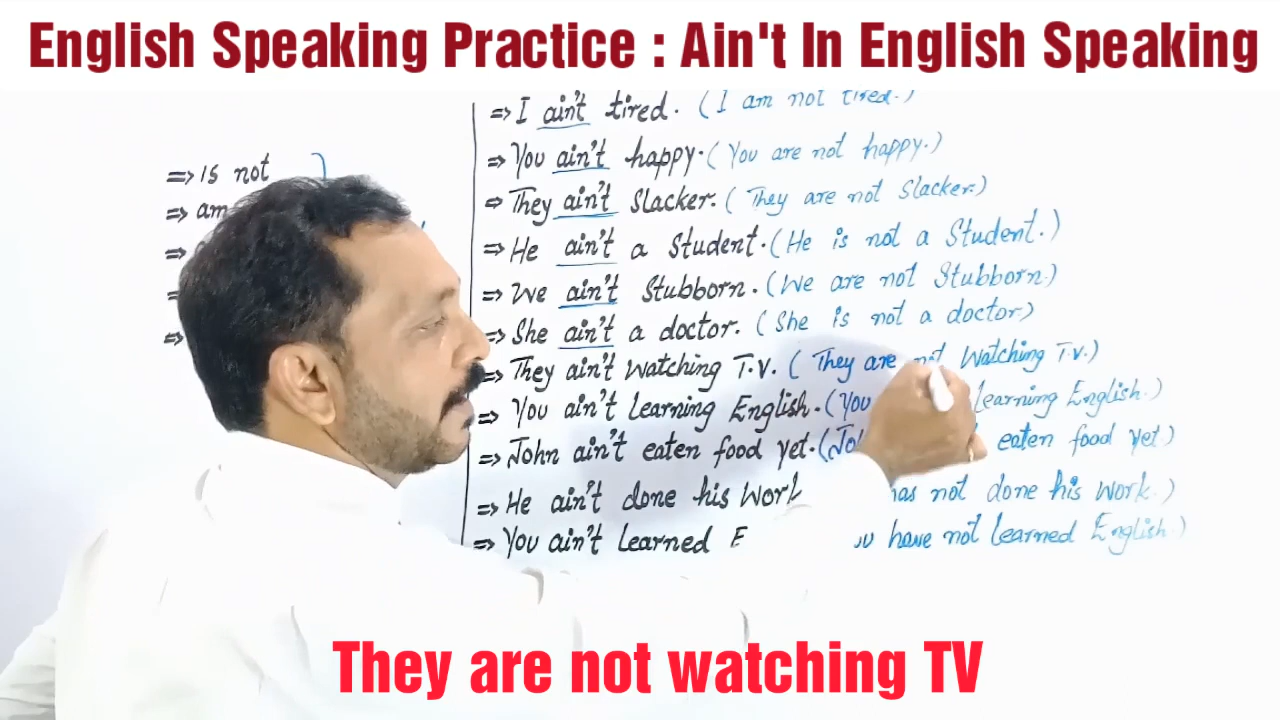 English Speaking Practice : Ain't In English Speaking
⇒ is not
⇒ am
⇒ I ain't tired. (I am not tired.)
⇒ You ain't happy. (You are not happy.)
⇒ They ain't Slacker. (They are not Slacker.)
⇒ He ain't a Student. (He is not a Student.)
⇒ We ain't Stubborn. (We are not Stubborn.)
⇒ She ain't a doctor. (She is not a doctor)
⇒ They ain't watching T.V. (They are not watching T.V.)
⇒ You ain't learning English. (You learning English.)
⇒ John ain't eaten food yet. (John eaten food yet)
⇒ He ain't done his work has not done his work.)
⇒ You ain't learned have not learned English.)
They are not watching TV